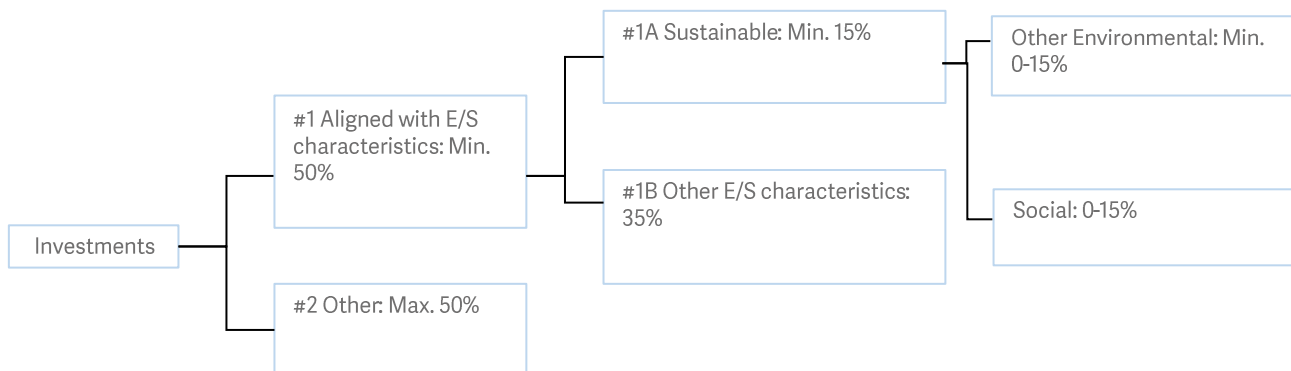 Investments
#1 Aligned with E/S
characteristics: Min.
50%
#2 Other: Max. 50%
#1A Sustainable: Min. 15%
#1B Other E/S characteristics:
35%
Other Environmental: Min.
0-15%
Social: 0-15%